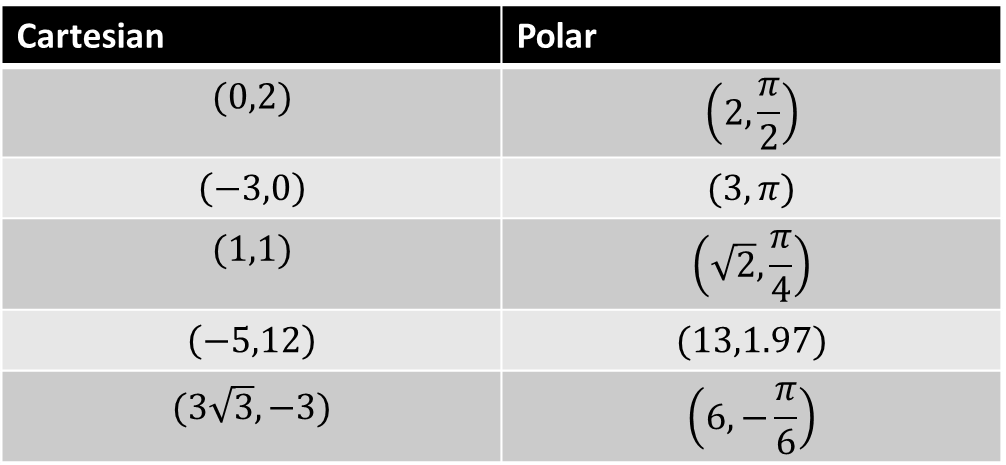 Cartesian Polar
(0,2) (2, π/2)
(−3,0) (3, π)
(1,1) (√2, π/4)
(−5,12) (13,1.97)
(3√3, −3) (6, −π/6)